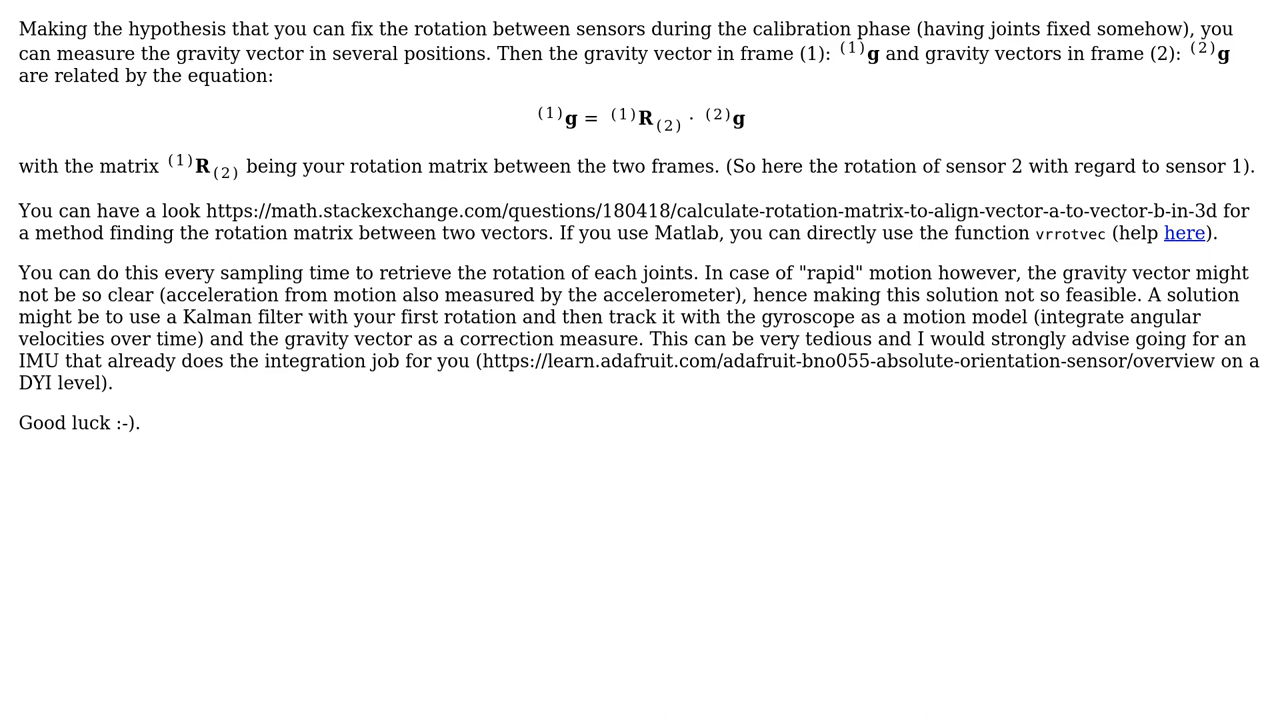 Making the hypothesis that you can fix the rotation between sensors during the calibration phase (having joints fixed somehow), you
can measure the gravity vector in several positions. Then the gravity vector in frame (1): ⁽¹⁾g and gravity vectors in frame (2): ⁽²⁾g
are related by the equation:
⁽¹⁾g = ⁽¹⁾R₍₂₎ · ⁽²⁾g
with the matrix ⁽¹⁾R₍₂₎ being your rotation matrix between the two frames. (So here the rotation of sensor 2 with regard to sensor 1).
You can have a look https://math.stackexchange.com/questions/180418/calculate-rotation-matrix-to-align-vector-a-to-vector-b-in-3d for
a method finding the rotation matrix between two vectors. If you use Matlab, you can directly use the function vrrotvec (help here).
You can do this every sampling time to retrieve the rotation of each joints. In case of "rapid" motion however, the gravity vector might
not be so clear (acceleration from motion also measured by the accelerometer), hence making this solution not so feasible. A solution
might be to use a Kalman filter with your first rotation and then track it with the gyroscope as a motion model (integrate angular
velocities over time) and the gravity vector as a correction measure. This can be very tedious and I would strongly advise going for an
IMU that already does the integration job for you (https://learn.adafruit.com/adafruit-bno055-absolute-orientation-sensor/overview on a
DYI level).
Good luck :-).